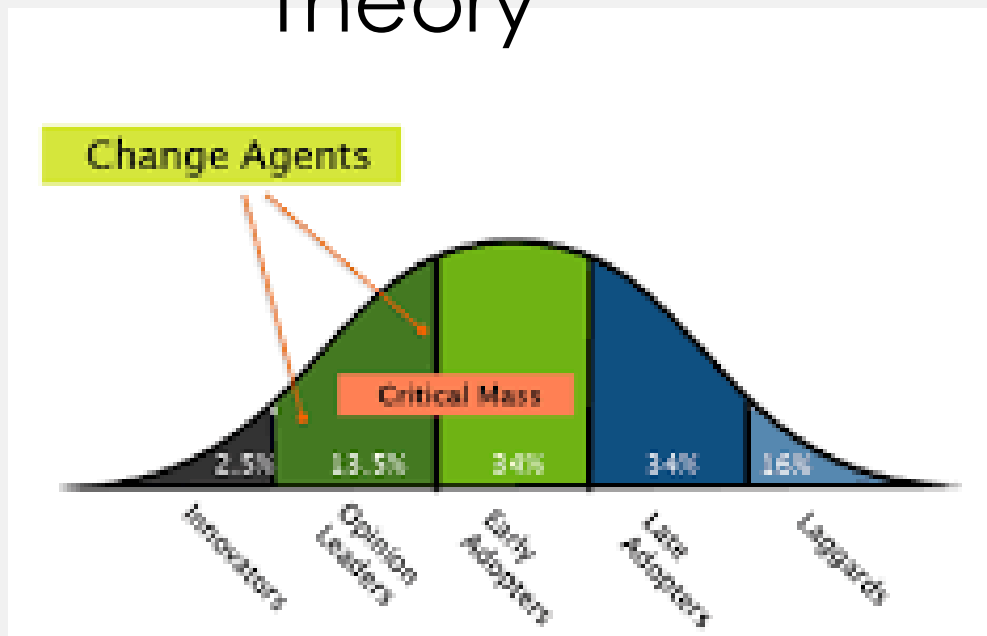 Theory
Change Agents
Critical Mass
2.5%
13.5%
34%
34%
16%
Innovators
Opinion
Leaders
Early
Adopters
Late
Adopters
Laggards